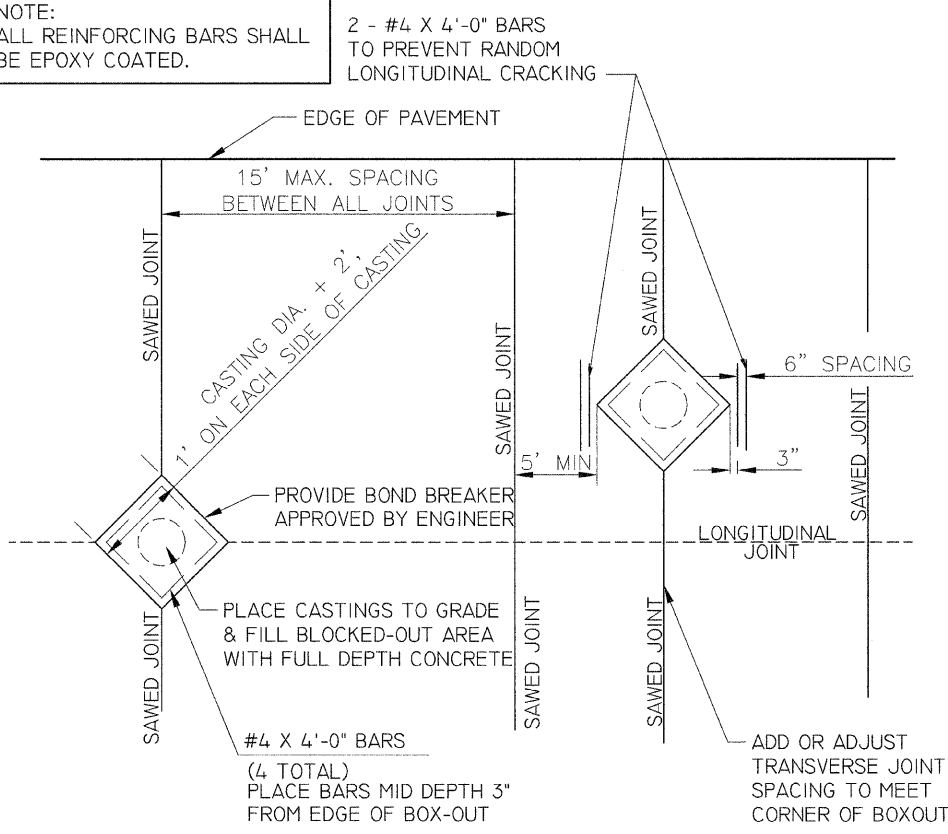 NOTE:
ALL REINFORCING BARS SHALL
BE EPOXY COATED.
2 - #4 X 4'-0" BARS
TO PREVENT RANDOM
LONGITUDINAL CRACKING
EDGE OF PAVEMENT
15' MAX. SPACING
BETWEEN ALL JOINTS
SAWED JOINT
CASTING DIA. + 2',
1' ON EACH SIDE OF CASTING
SAWED JOINT
SAWED JOINT
6" SPACING
5' MIN
3"
SAWED JOINT
PROVIDE BOND BREAKER
APPROVED BY ENGINEER
LONGITUDINAL
JOINT
PLACE CASTINGS TO GRADE
& FILL BLOCKED-OUT AREA
WITH FULL DEPTH CONCRETE
SAWED JOINT
SAWED JOINT
SAWED JOINT
#4 X 4'-0" BARS
(4 TOTAL)
PLACE BARS MID DEPTH 3"
FROM EDGE OF BOX-OUT
ADD OR ADJUST
TRANSVERSE JOINT
SPACING TO MEET
CORNER OF BOXOUT